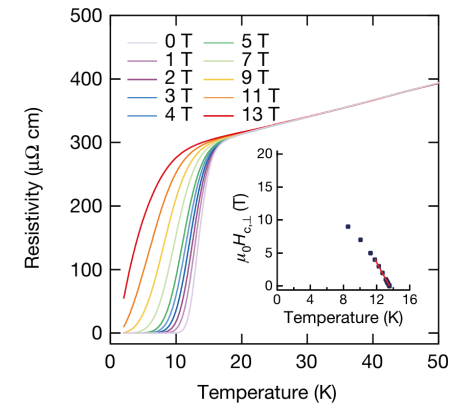 500
400
300
200
100
0
Resistivity (μΩ cm)
0 T 5 T
1 T 7 T
2 T 9 T
3 T 11 T
4 T 13 T
20
15
10
5
0
μ0Hc,⊥ (T)
0 4 8 12 16
Temperature (K)
0 10 20 30 40 50
Temperature (K)